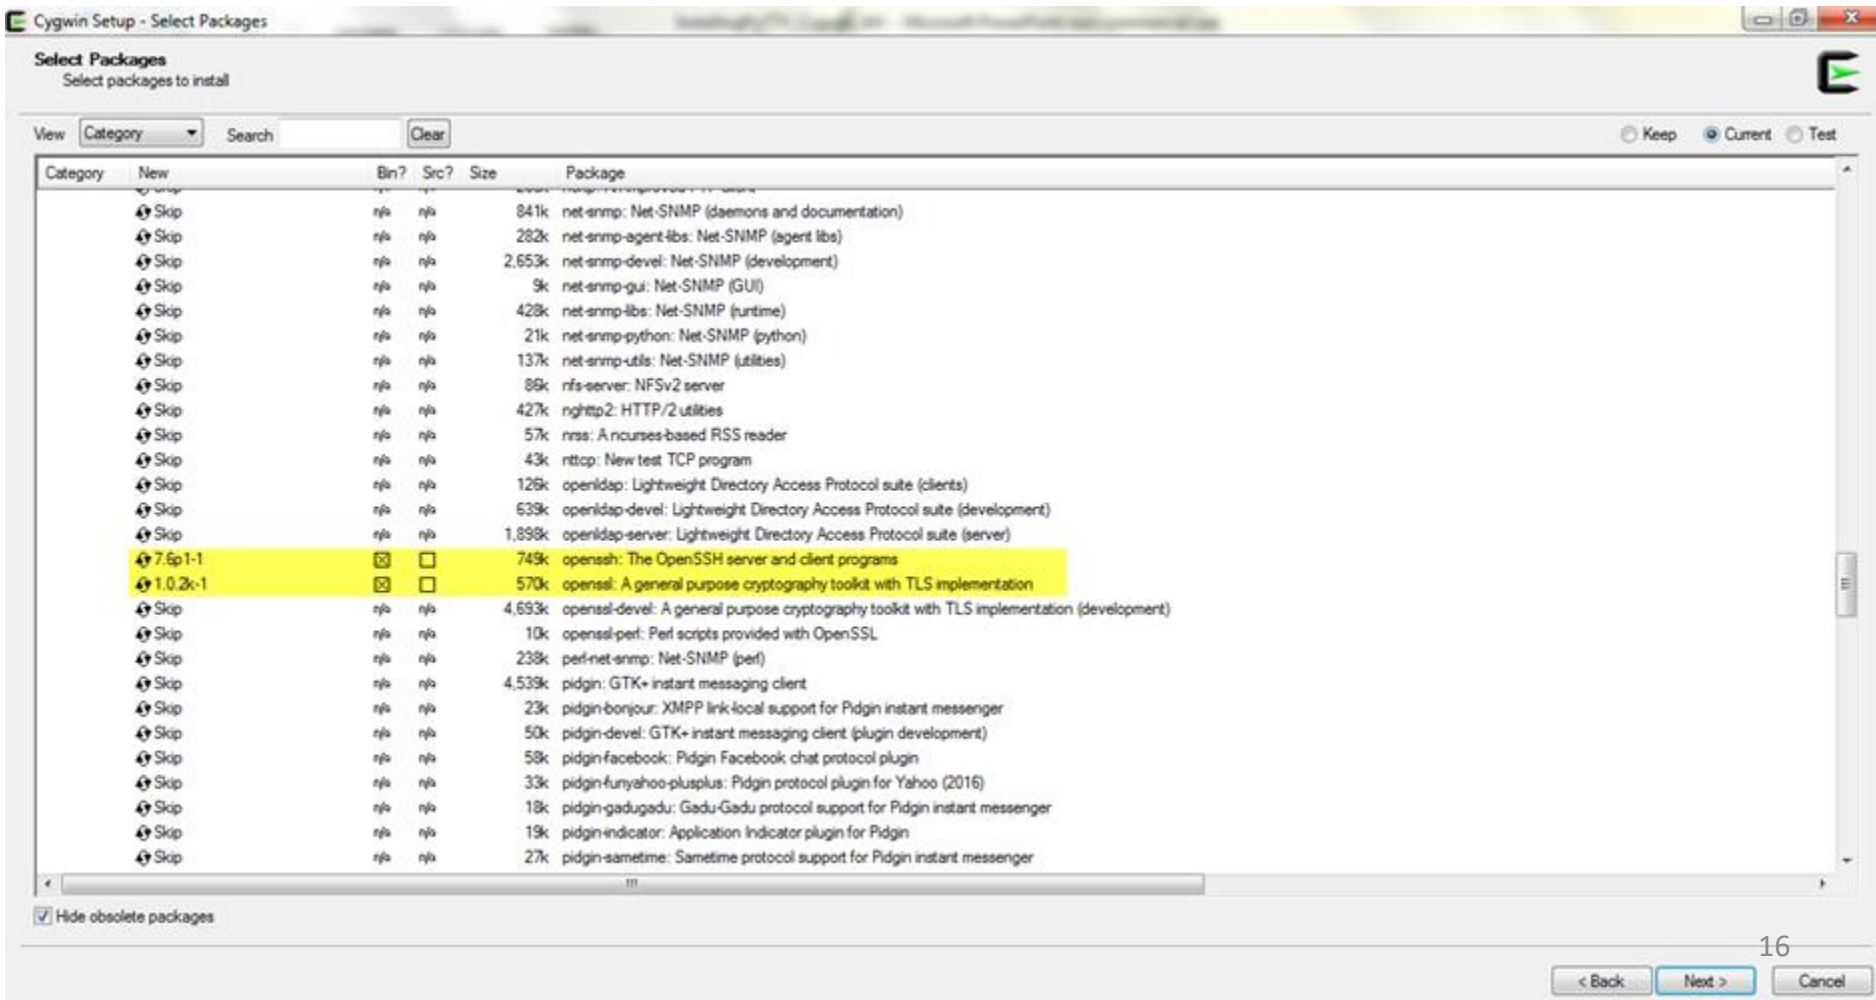 Cygwin Setup - Select Packages
Select Packages
Select packages to install
View Category Search Clear Keep Current Test
Category New Bin? Src? Size Package
Skip n/a n/a 841k net-snmp: Net-SNMP (daemons and documentation)
Skip n/a n/a 282k net-snmp-agent-libs: Net-SNMP (agent libs)
Skip n/a n/a 2,653k net-snmp-devel: Net-SNMP (development)
Skip n/a n/a 9k net-snmp-gui: Net-SNMP (GUI)
Skip n/a n/a 428k net-snmp-libs: Net-SNMP (runtime)
Skip n/a n/a 21k net-snmp-python: Net-SNMP (python)
Skip n/a n/a 137k net-snmp-utils: Net-SNMP (utilities)
Skip n/a n/a 86k nfs-server: NFSv2 server
Skip n/a n/a 427k nghttp2: HTTP/2 utilities
Skip n/a n/a 57k nrss: A ncurses-based RSS reader
Skip n/a n/a 43k nttcp: New test TCP program
Skip n/a n/a 126k openldap: Lightweight Directory Access Protocol suite (clients)
Skip n/a n/a 639k openldap-devel: Lightweight Directory Access Protocol suite (development)
Skip n/a n/a 1,898k openldap-server: Lightweight Directory Access Protocol suite (server)
7.6p1-1 749k openssh: The OpenSSH server and client programs
1.0.2k-1 570k openssl: A general purpose cryptography toolkit with TLS implementation
Skip n/a n/a 4,693k openssl-devel: A general purpose cryptography toolkit with TLS implementation (development)
Skip n/a n/a 10k openssl-perl: Perl scripts provided with OpenSSL
Skip n/a n/a 238k perl-net-snmp: Net-SNMP (perl)
Skip n/a n/a 4,539k pidgin: GTK+ instant messaging client
Skip n/a n/a 23k pidgin-bonjour: XMPP link-local support for Pidgin instant messenger
Skip n/a n/a 50k pidgin-devel: GTK+ instant messaging client (plugin development)
Skip n/a n/a 58k pidgin-facebook: Pidgin Facebook chat protocol plugin
Skip n/a n/a 33k pidgin-funyahoo-plusplus: Pidgin protocol plugin for Yahoo (2016)
Skip n/a n/a 18k pidgin-gadugadu: Gadu-Gadu protocol support for Pidgin instant messenger
Skip n/a n/a 19k pidgin-indicator: Application Indicator plugin for Pidgin
Skip n/a n/a 27k pidgin-sametime: Sametime protocol support for Pidgin instant messenger
Hide obsolete packages
16
< Back Next > Cancel